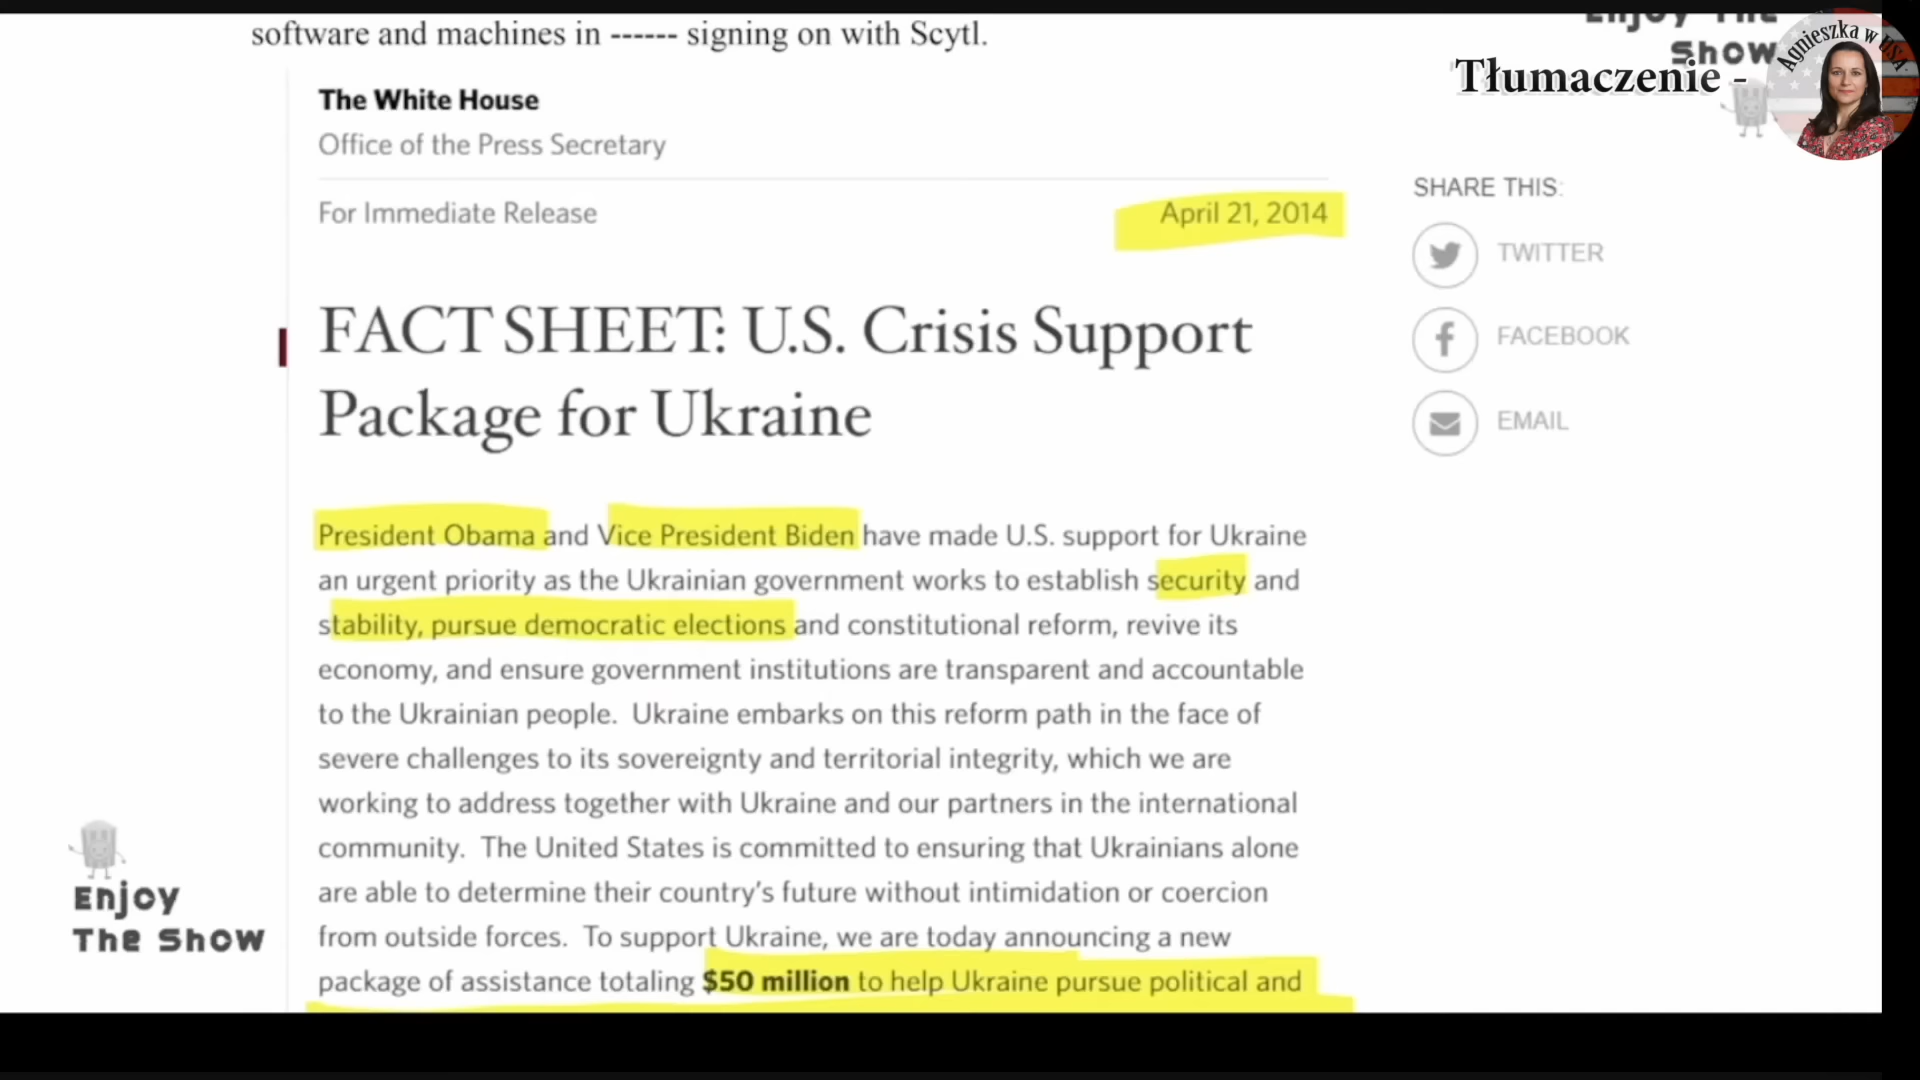 software and machines in ------ signing on with Scytl.
Enjoy The
Show
Tłumaczenie -
Agnieszka w USA
The White House
Office of the Press Secretary
For Immediate Release
April 21, 2014
SHARE THIS:
TWITTER
FACEBOOK
EMAIL
FACT SHEET: U.S. Crisis Support
Package for Ukraine
President Obama and Vice President Biden have made U.S. support for Ukraine
an urgent priority as the Ukrainian government works to establish security and
stability, pursue democratic elections and constitutional reform, revive its
economy, and ensure government institutions are transparent and accountable
to the Ukrainian people.  Ukraine embarks on this reform path in the face of
severe challenges to its sovereignty and territorial integrity, which we are
working to address together with Ukraine and our partners in the international
community.  The United States is committed to ensuring that Ukrainians alone
are able to determine their country's future without intimidation or coercion
from outside forces.  To support Ukraine, we are today announcing a new
package of assistance totaling $50 million to help Ukraine pursue political and
Enjoy
The Show